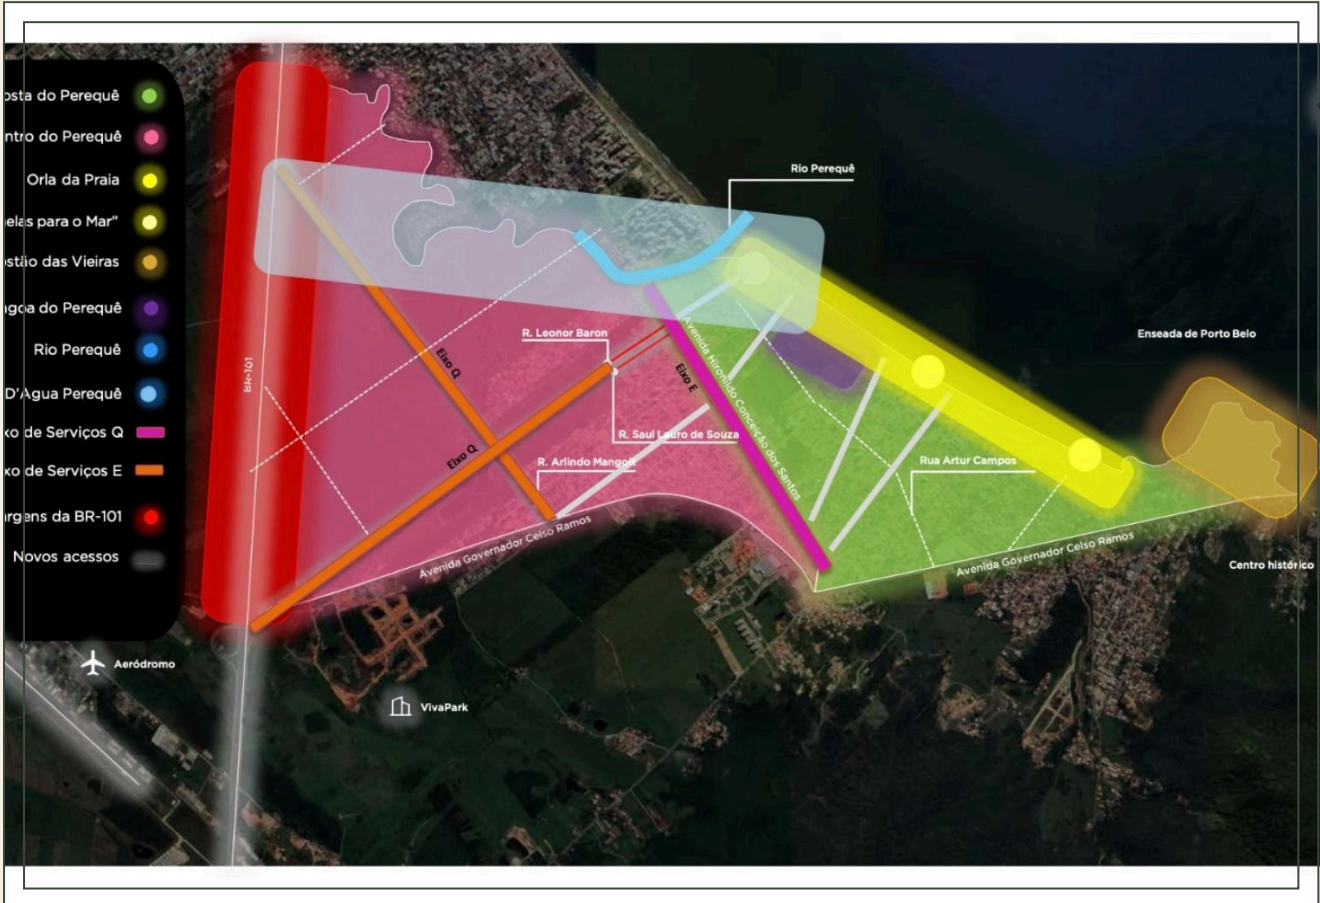 osta do Perequê
ntro do Perequê
Orla da Praia
elas para o Mar"
stão das Vieiras
goa do Perequê
Rio Perequê
D'Água Perequê
xo de Serviços Q
xo de Serviços E
rgens da BR-101
Novos acessos
BR-101
Rio Perequê
R. Leonor Baron
Eixo Q
Eixo E
Avenida Hironildo Conceição dos Santos
Enseada de Porto Belo
R. Saul Lauro de Souza
Eixo Q
R. Arlindo Mangolt
Rua Artur Campos
Avenida Governador Celso Ramos
Avenida Governador Celso Ramos
Centro histórico
Aeródromo
VivaPark